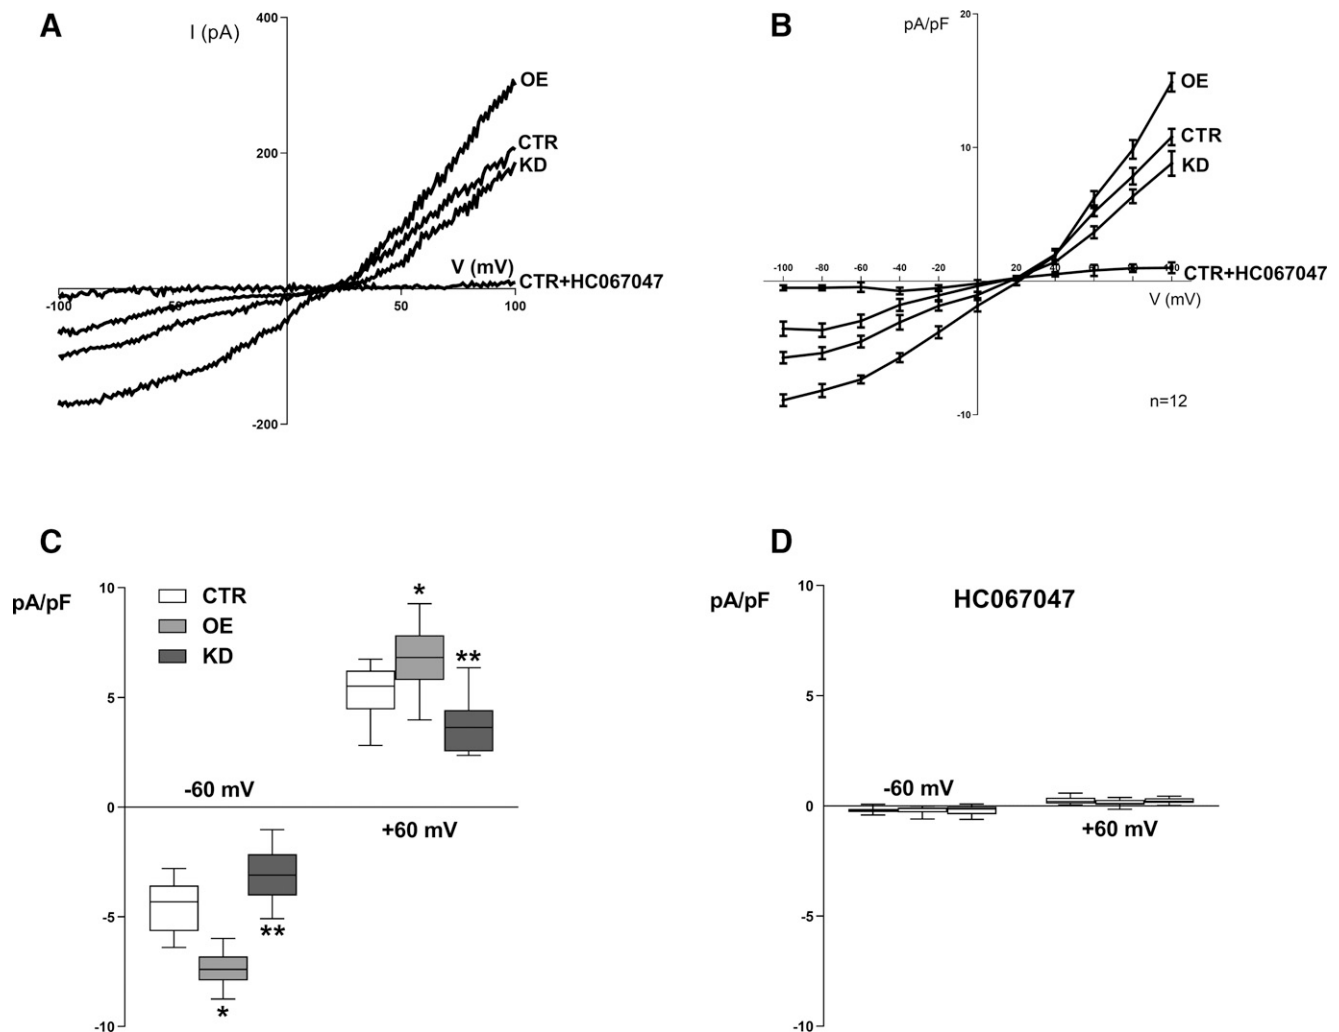 A
I (pA)
400
OE
200
CTR
KD
V (mV)
CTR+HC067047
-100
-50
50
100
-200
B
pA/pF
20
OE
CTR
10
KD
-100 -80 -60 -40 -20 20 40
CTR+HC067047
V (mV)
n=12
-10
C
pA/pF
10
CTR
OE
KD
*
**
5
-60 mV
0
+60 mV
-5
**
*
-10
D
pA/pF
10
HC067047
5
-60 mV
0
+60 mV
-5
-10